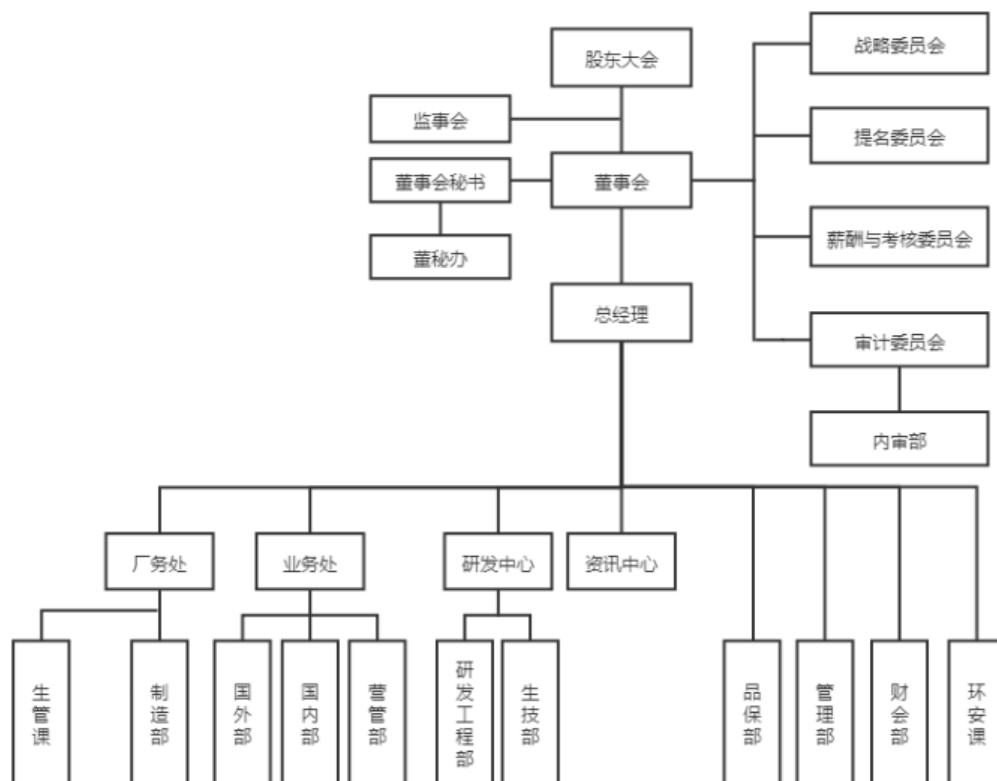 股东大会
战略委员会
监事会
提名委员会
董事会秘书
董事会
董秘办
薪酬与考核委员会
总经理
审计委员会
内审部
厂务处
业务处
研发中心
资讯中心
生管课
制造部
国外部
国内部
营管部
研发工程部
生技部
品保部
管理部
财会部
环安课